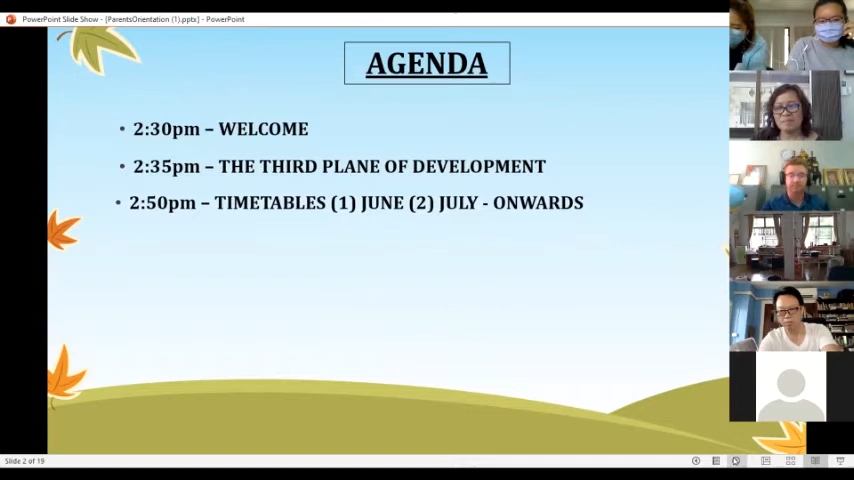 PowerPoint Slide Show - [ParentsOrientation (1).pptx] - PowerPoint
AGENDA
• 2:30pm – WELCOME
• 2:35pm – THE THIRD PLANE OF DEVELOPMENT
• 2:50pm – TIMETABLES (1) JUNE (2) JULY - ONWARDS
Slide 2 of 19